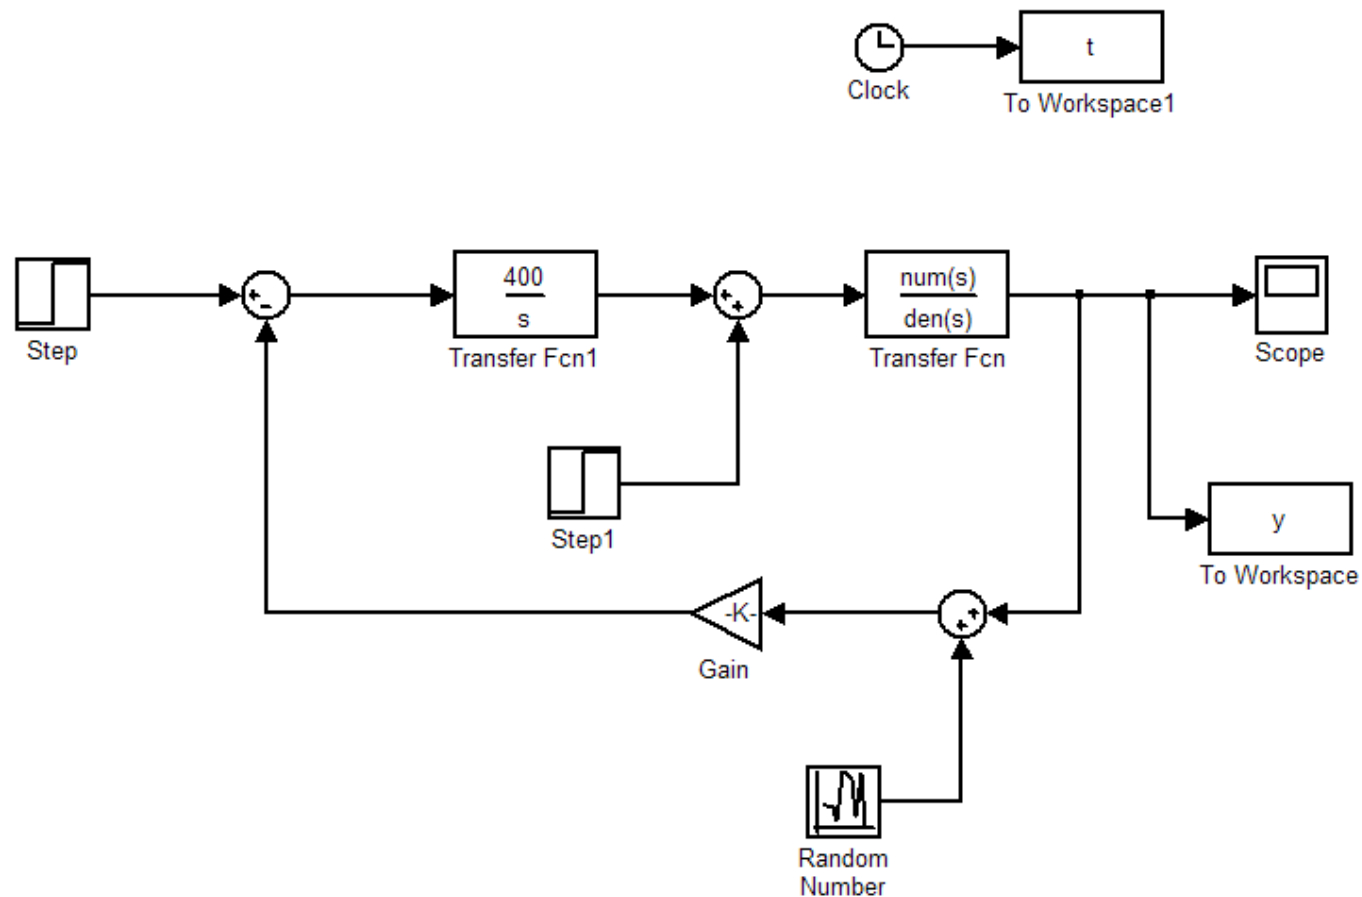 t
Clock
To Workspace1
400
s
num(s)
den(s)
Step
Transfer Fcn1
Transfer Fcn
Scope
Step1
y
To Workspace
-K-
Gain
Random
Number